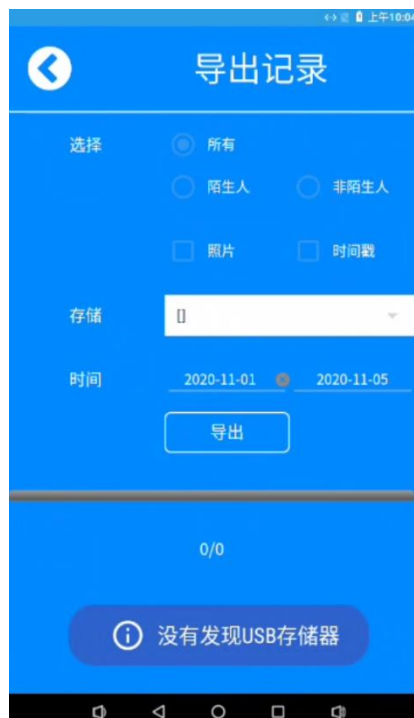 上午10:04
导出记录
选择 所有
陌生人 非陌生人
照片 时间戳
存储 []
时间 2020-11-01 2020-11-05
导出
0/0
没有发现USB存储器